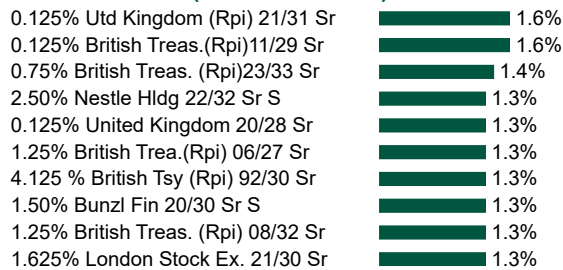 0.125% Utd Kingdom (Rpi) 21/31 Sr 1.6%
0.125% British Treas.(Rpi)11/29 Sr 1.6%
0.75% British Treas. (Rpi)23/33 Sr 1.4%
2.50% Nestle Hldg 22/32 Sr S 1.3%
0.125% United Kingdom 20/28 Sr 1.3%
1.25% British Trea.(Rpi) 06/27 Sr 1.3%
4.125 % British Tsy (Rpi) 92/30 Sr 1.3%
1.50% Bunzl Fin 20/30 Sr S 1.3%
1.25% British Treas. (Rpi) 08/32 Sr 1.3%
1.625% London Stock Ex. 21/30 Sr 1.3%